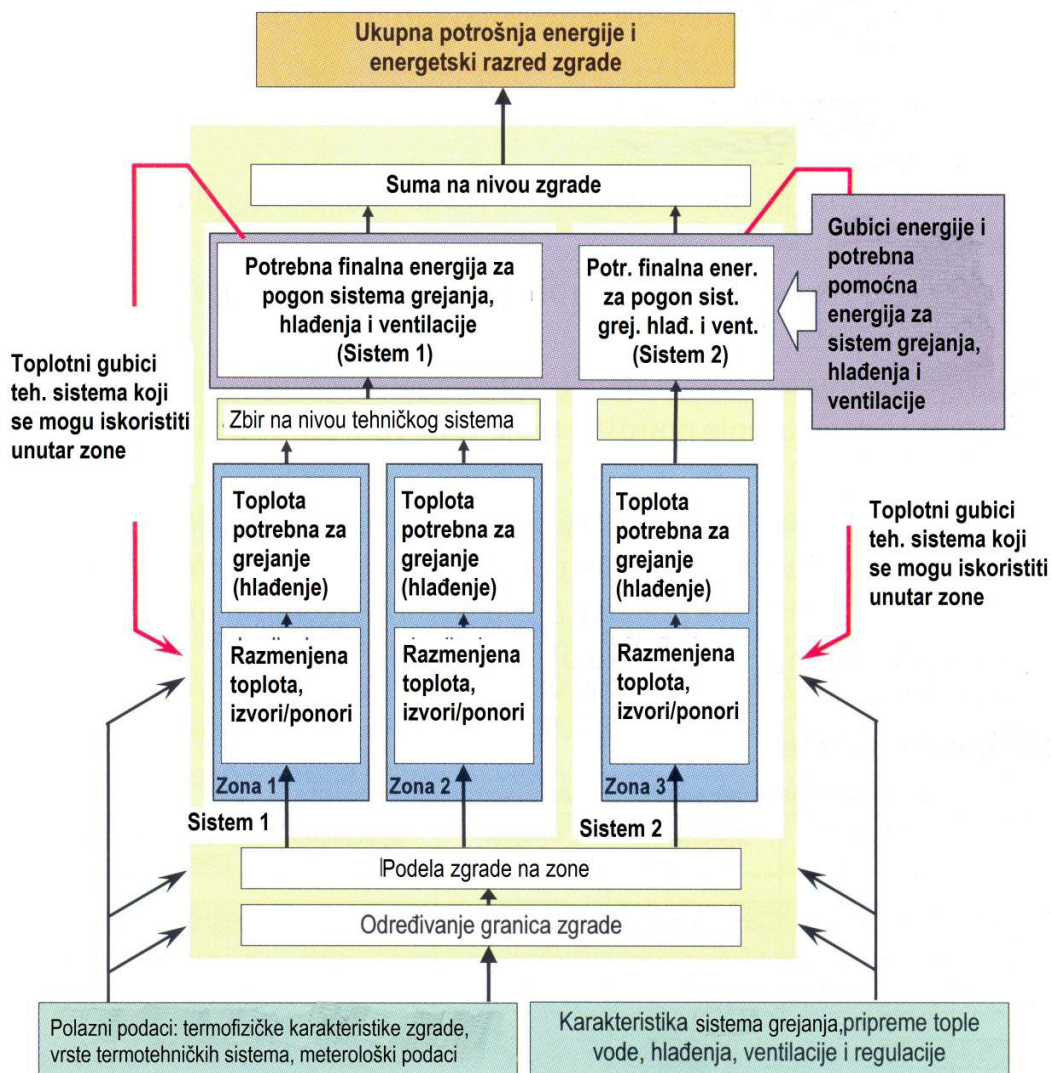 Ukupna potrošnja energije i
energetski razred zgrade
Suma na nivou zgrade
Potrebna finalna energija za
pogon sistema grejanja,
hlađenja i ventilacije
(Sistem 1)
Potr. finalna ener.
za pogon sist.
grej. hlađ. i vent.
(Sistem 2)
Gubici energije i
potrebna
pomoćna
energija za
sistem grejanja,
hlađenja i
ventilacije
Toplotni gubici
teh. sistema koji
se mogu iskoristiti
unutar zone
Zbir na nivou tehničkog sistema
Toplota
potrebna za
grejanje
(hlađenje)
Razmenjena
toplota,
izvori/ponori
Zona 1
Toplota
potrebna za
grejanje
(hlađenje)
Razmenjena
toplota,
izvori/ponori
Zona 2
Sistem 1
Toplota
potrebna za
grejanje
(hlađenje)
Razmenjena
toplota,
izvori/ponori
Zona 3
Sistem 2
Toplotni gubici
teh. sistema koji
se mogu iskoristiti
unutar zone
Podela zgrade na zone
Određivanje granica zgrade
Polazni podaci: termofizičke karakteristike zgrade,
vrste termotehničkih sistema, meterološki podaci
Karakteristika sistema grejanja,pripreme tople
vode, hlađenja, ventilacije i regulacije